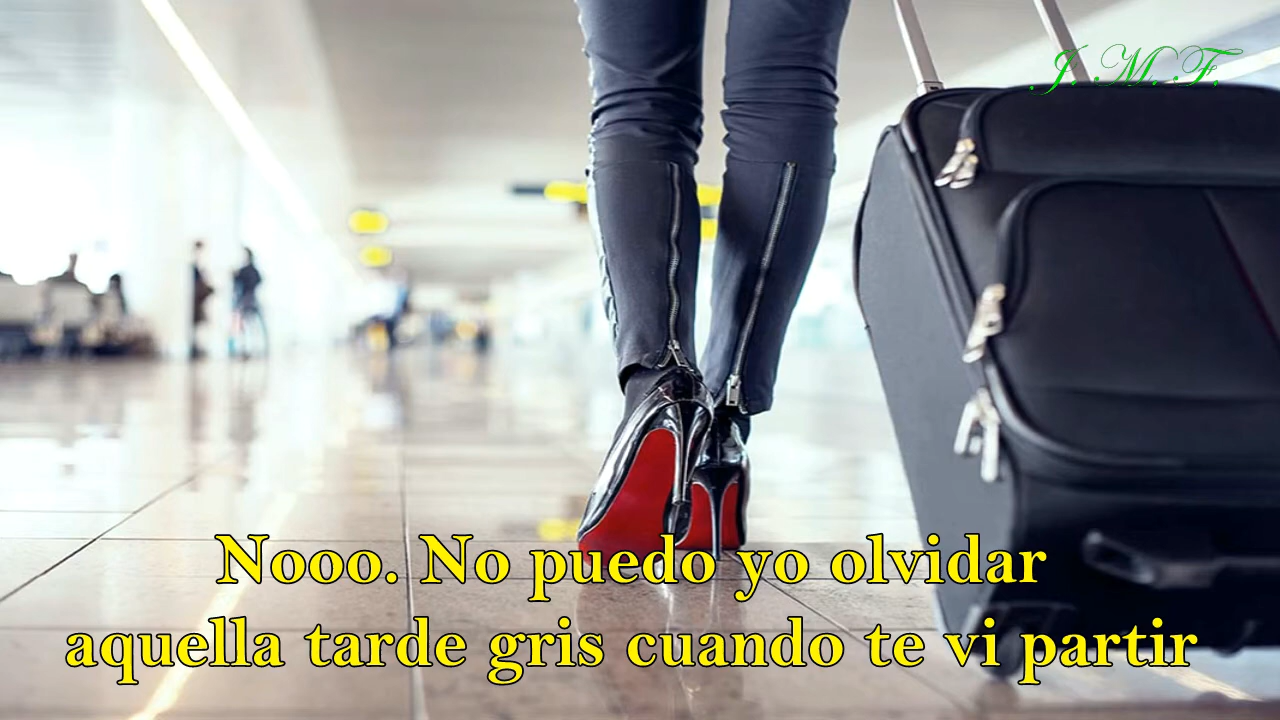 J. M. F.
Nooo. No puedo yo olvidar
aquella tarde gris cuando te vi partir